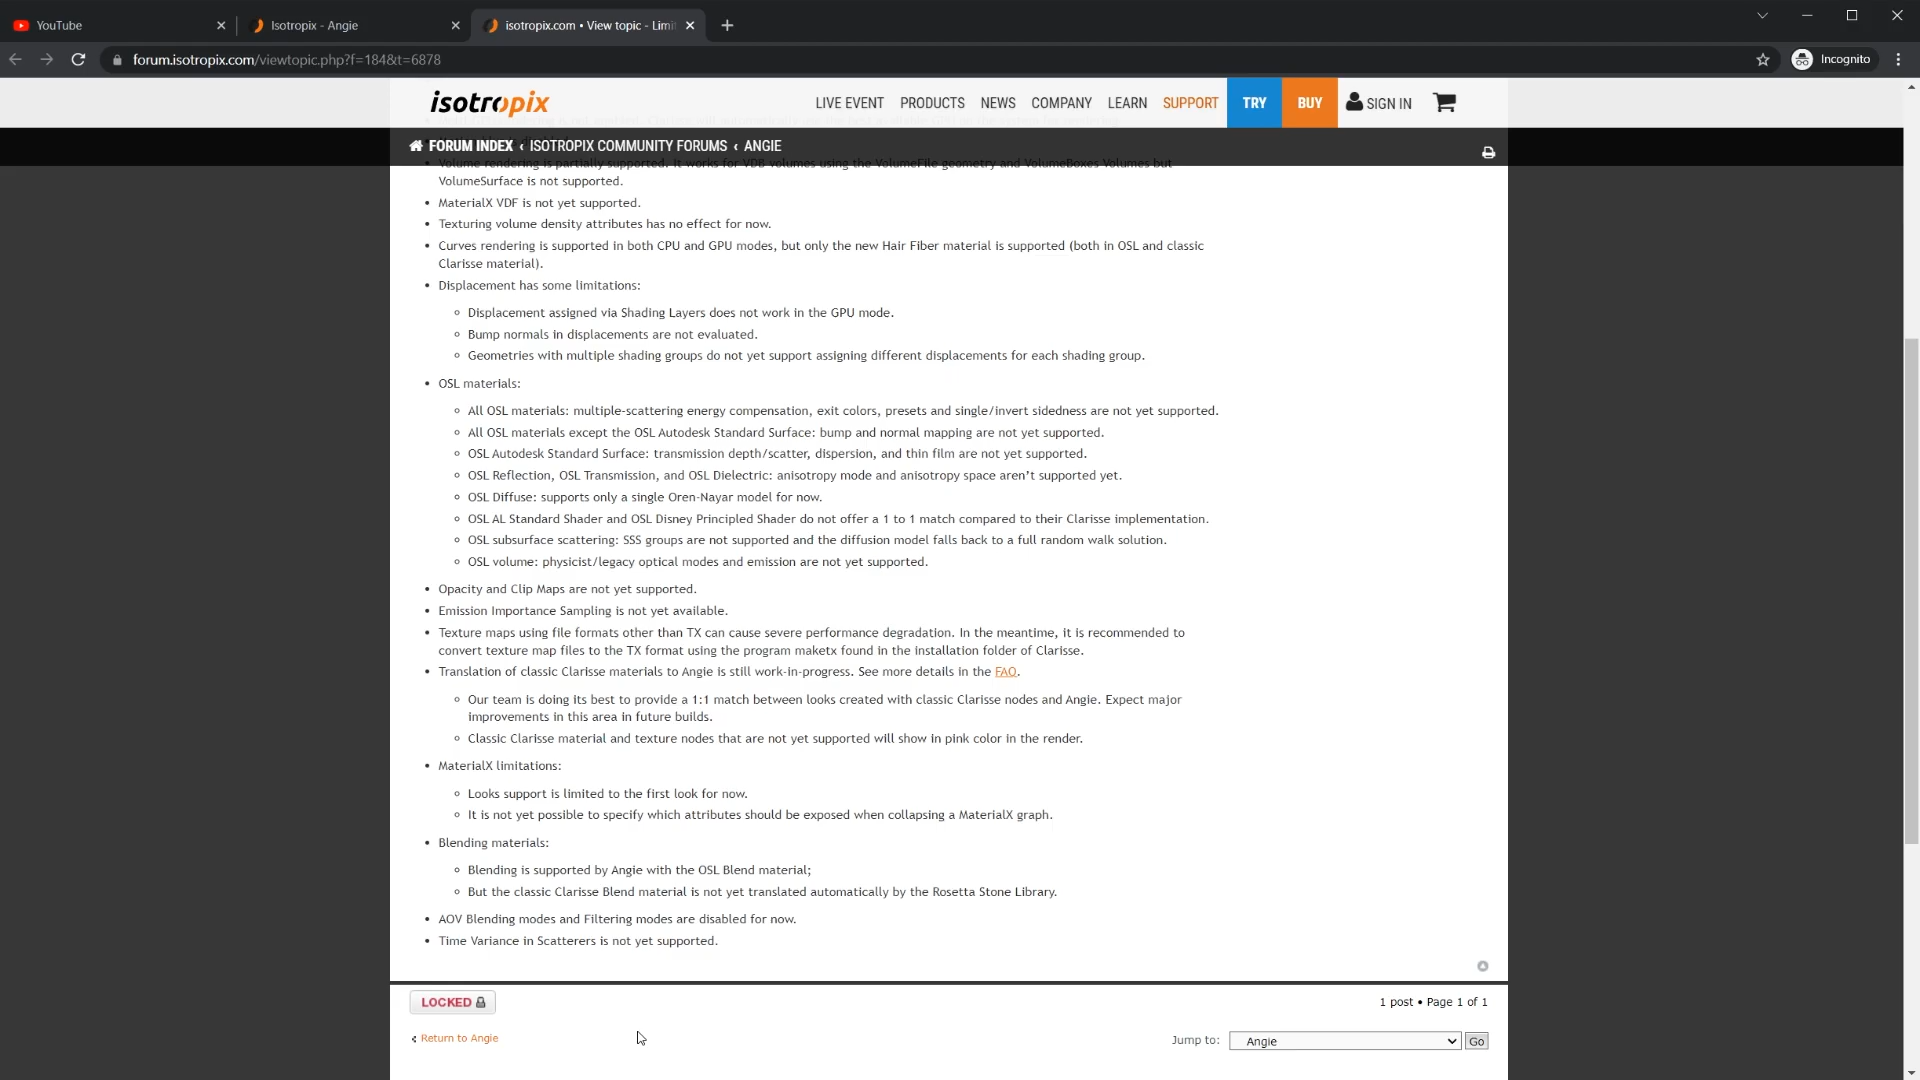 YouTube
Isotropix - Angie
isotropix.com • View topic - Limit
forum.isotropix.com/viewtopic.php?f=184&t=6878
Incognito
isotropix
LIVE EVENT PRODUCTS NEWS COMPANY LEARN SUPPORT TRY BUY SIGN IN
FORUM INDEX ‹ ISOTROPIX COMMUNITY FORUMS ‹ ANGIE
• Volume rendering is partially supported. It works for VDB volumes using the VolumeFile geometry and VolumeBoxes Volumes but
VolumeSurface is not supported.
• MaterialX VDF is not yet supported.
• Texturing volume density attributes has no effect for now.
• Curves rendering is supported in both CPU and GPU modes, but only the new Hair Fiber material is supported (both in OSL and classic
Clarisse material).
• Displacement has some limitations:
◦ Displacement assigned via Shading Layers does not work in the GPU mode.
◦ Bump normals in displacements are not evaluated.
◦ Geometries with multiple shading groups do not yet support assigning different displacements for each shading group.
• OSL materials:
◦ All OSL materials: multiple-scattering energy compensation, exit colors, presets and single/invert sidedness are not yet supported.
◦ All OSL materials except the OSL Autodesk Standard Surface: bump and normal mapping are not yet supported.
◦ OSL Autodesk Standard Surface: transmission depth/scatter, dispersion, and thin film are not yet supported.
◦ OSL Reflection, OSL Transmission, and OSL Dielectric: anisotropy mode and anisotropy space aren't supported yet.
◦ OSL Diffuse: supports only a single Oren-Nayar model for now.
◦ OSL AL Standard Shader and OSL Disney Principled Shader do not offer a 1 to 1 match compared to their Clarisse implementation.
◦ OSL subsurface scattering: SSS groups are not supported and the diffusion model falls back to a full random walk solution.
◦ OSL volume: physicist/legacy optical modes and emission are not yet supported.
• Opacity and Clip Maps are not yet supported.
• Emission Importance Sampling is not yet available.
• Texture maps using file formats other than TX can cause severe performance degradation. In the meantime, it is recommended to
convert texture map files to the TX format using the program maketx found in the installation folder of Clarisse.
• Translation of classic Clarisse materials to Angie is still work-in-progress. See more details in the FAQ.
◦ Our team is doing its best to provide a 1:1 match between looks created with classic Clarisse nodes and Angie. Expect major
improvements in this area in future builds.
◦ Classic Clarisse material and texture nodes that are not yet supported will show in pink color in the render.
• MaterialX limitations:
◦ Looks support is limited to the first look for now.
◦ It is not yet possible to specify which attributes should be exposed when collapsing a MaterialX graph.
• Blending materials:
◦ Blending is supported by Angie with the OSL Blend material;
◦ But the classic Clarisse Blend material is not yet translated automatically by the Rosetta Stone Library.
• AOV Blending modes and Filtering modes are disabled for now.
• Time Variance in Scatterers is not yet supported.
LOCKED
1 post • Page 1 of 1
Return to Angie
Jump to: Angie Go